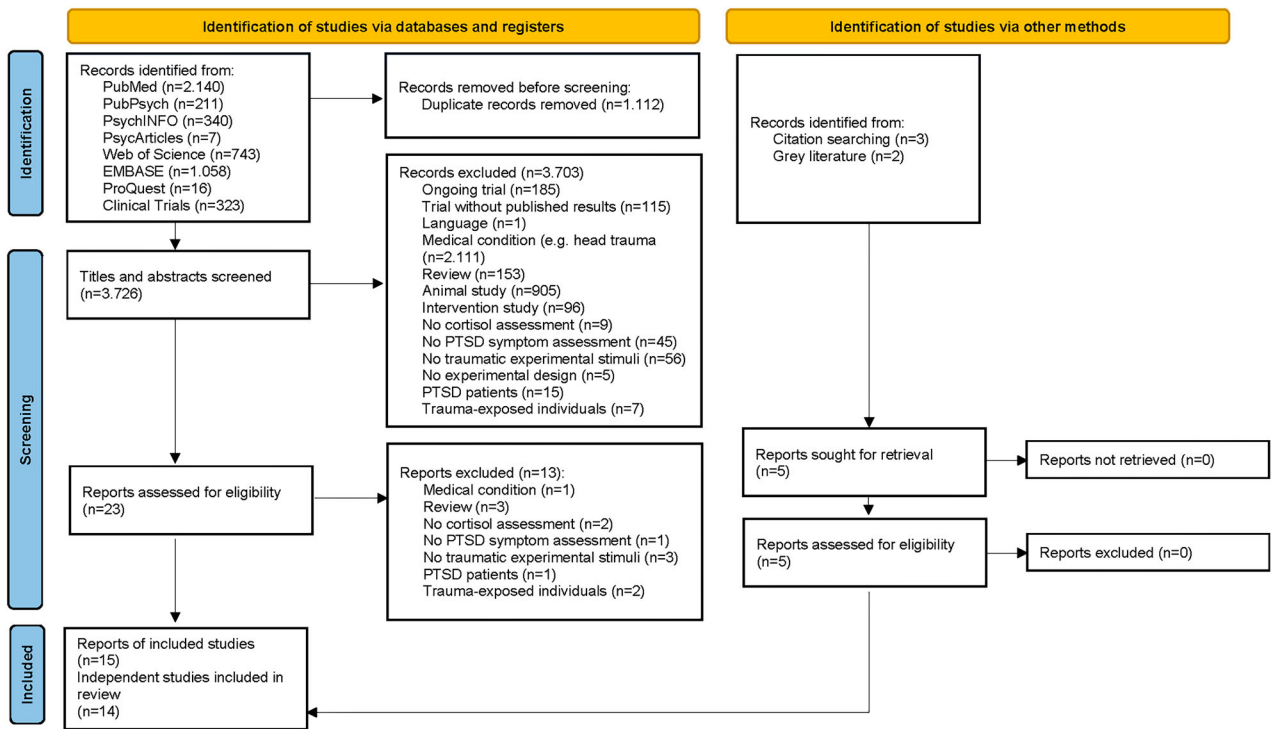 Identification of studies via databases and registers
Identification of studies via other methods
Identification
Records identified from:
PubMed (n=2.140)
PubPsych (n=211)
PsychINFO (n=340)
PsycArticles (n=7)
Web of Science (n=743)
EMBASE (n=1.058)
ProQuest (n=16)
Clinical Trials (n=323)
Records removed before screening:
Duplicate records removed (n=1.112)
Records identified from:
Citation searching (n=3)
Grey literature (n=2)
Screening
Titles and abstracts screened
(n=3.726)
Records excluded (n=3.703)
Ongoing trial (n=185)
Trial without published results (n=115)
Language (n=1)
Medical condition (e.g. head trauma
(n=2.111)
Review (n=153)
Animal study (n=905)
Intervention study (n=96)
No cortisol assessment (n=9)
No PTSD symptom assessment (n=45)
No traumatic experimental stimuli (n=56)
No experimental design (n=5)
PTSD patients (n=15)
Trauma-exposed individuals (n=7)
Reports sought for retrieval
(n=5)
Reports not retrieved (n=0)
Reports assessed for eligibility
(n=23)
Reports excluded (n=13):
Medical condition (n=1)
Review (n=3)
No cortisol assessment (n=2)
No PTSD symptom assessment (n=1)
No traumatic experimental stimuli (n=3)
PTSD patients (n=1)
Trauma-exposed individuals (n=2)
Reports assessed for eligibility
(n=5)
Reports excluded (n=0)
Included
Reports of included studies
(n=15)
Independent studies included in
review
(n=14)